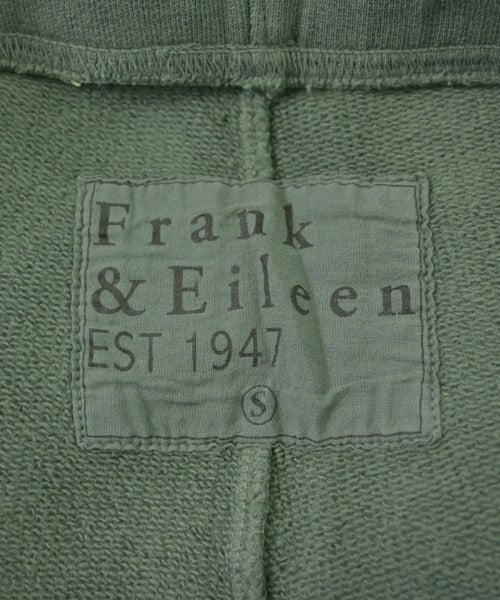 Frank
& Eileen
EST 1947
S